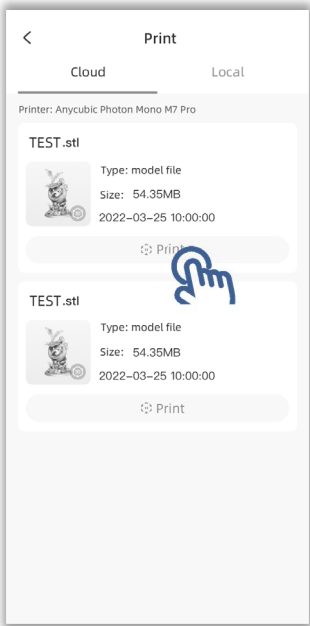 Print
Cloud Local
Printer: Anycubic Photon Mono M7 Pro
TEST.stl
Type: model file
Size: 54.35MB
2022-03-25 10:00:00
Print
TEST.stl
Type: model file
Size: 54.35MB
2022-03-25 10:00:00
Print